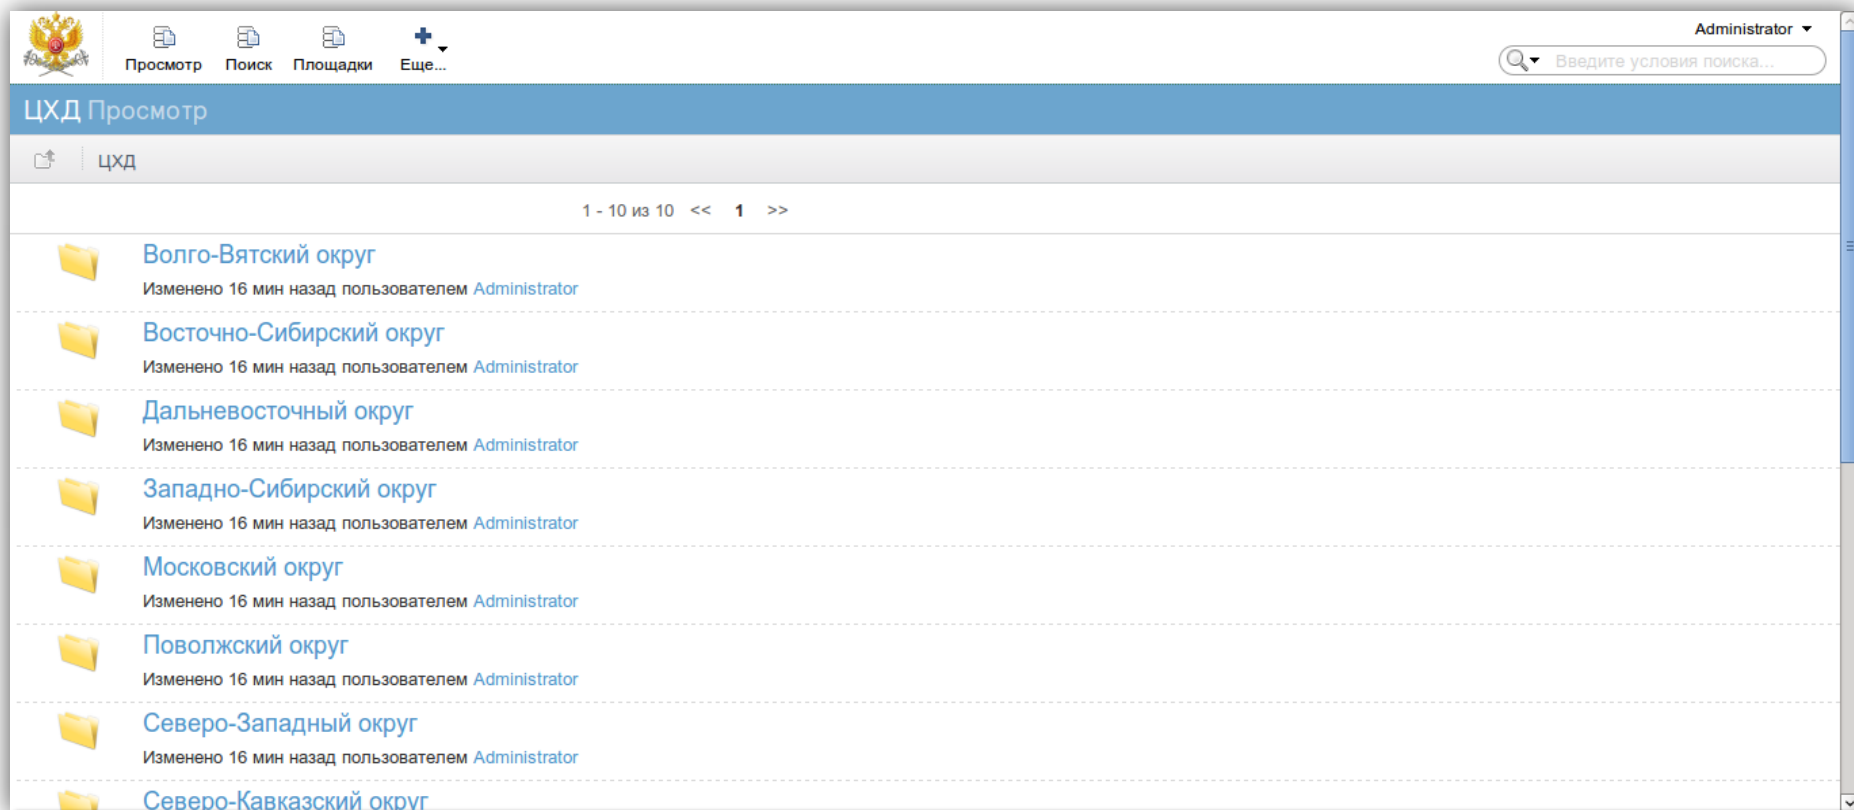 Administrator
Просмотр Поиск Площадки Еще...
Введите условия поиска...
ЦХД Просмотр
ЦХД
1 - 10 из 10 << 1 >>
Волго-Вятский округ
Изменено 16 мин назад пользователем Administrator
Восточно-Сибирский округ
Изменено 16 мин назад пользователем Administrator
Дальневосточный округ
Изменено 16 мин назад пользователем Administrator
Западно-Сибирский округ
Изменено 16 мин назад пользователем Administrator
Московский округ
Изменено 16 мин назад пользователем Administrator
Поволжский округ
Изменено 16 мин назад пользователем Administrator
Северо-Западный округ
Изменено 16 мин назад пользователем Administrator
Северо-Кавказский округ